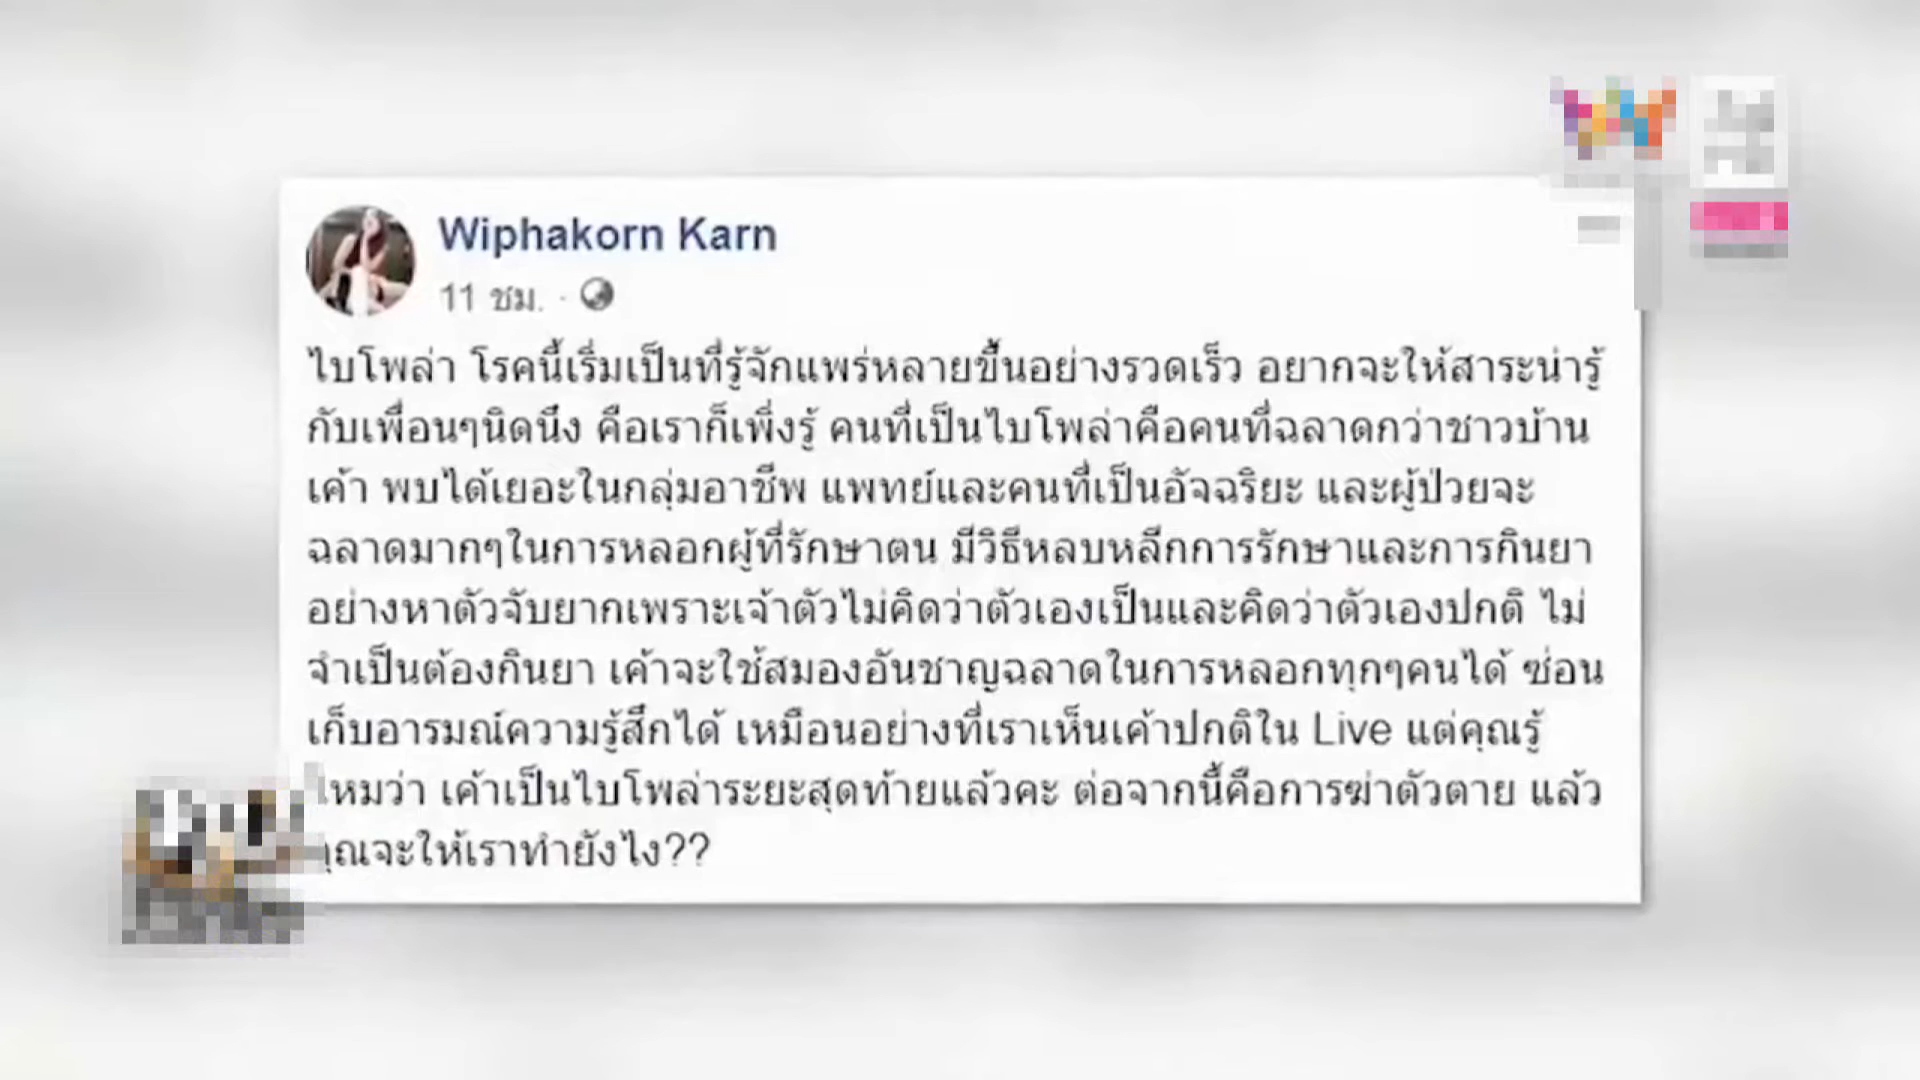 Wiphakorn Karn
11 ชม. ·
ไบโพล่า โรคนี้เริ่มเป็นที่รู้จักแพร่หลายขึ้นอย่างรวดเร็ว อยากจะให้สาระน่ารู้
กับเพื่อนๆนิดนึง คือเราก็เพิ่งรู้ คนที่เป็นไบโพล่าคือคนที่ฉลาดกว่าชาวบ้าน
เค้า พบได้เยอะในกลุ่มอาชีพ แพทย์และคนที่เป็นอัจฉริยะ และผู้ป่วยจะ
ฉลาดมากๆในการหลอกผู้ที่รักษาตน มีวิธีหลบหลีกการรักษาและการกินยา
อย่างหาตัวจับยากเพราะเจ้าตัวไม่คิดว่าตัวเองเป็นและคิดว่าตัวเองปกติ ไม่
จำเป็นต้องกินยา เค้าจะใช้สมองอันชาญฉลาดในการหลอกทุกๆคนได้ ซ่อน
เก็บอารมณ์ความรู้สึกได้ เหมือนอย่างที่เราเห็นเค้าปกติใน Live แต่คุณรู้
ไหมว่า เค้าเป็นไบโพล่าระยะสุดท้ายแล้วคะ ต่อจากนี้คือการฆ่าตัวตาย แล้ว
คุณจะให้เราทำยังไง??